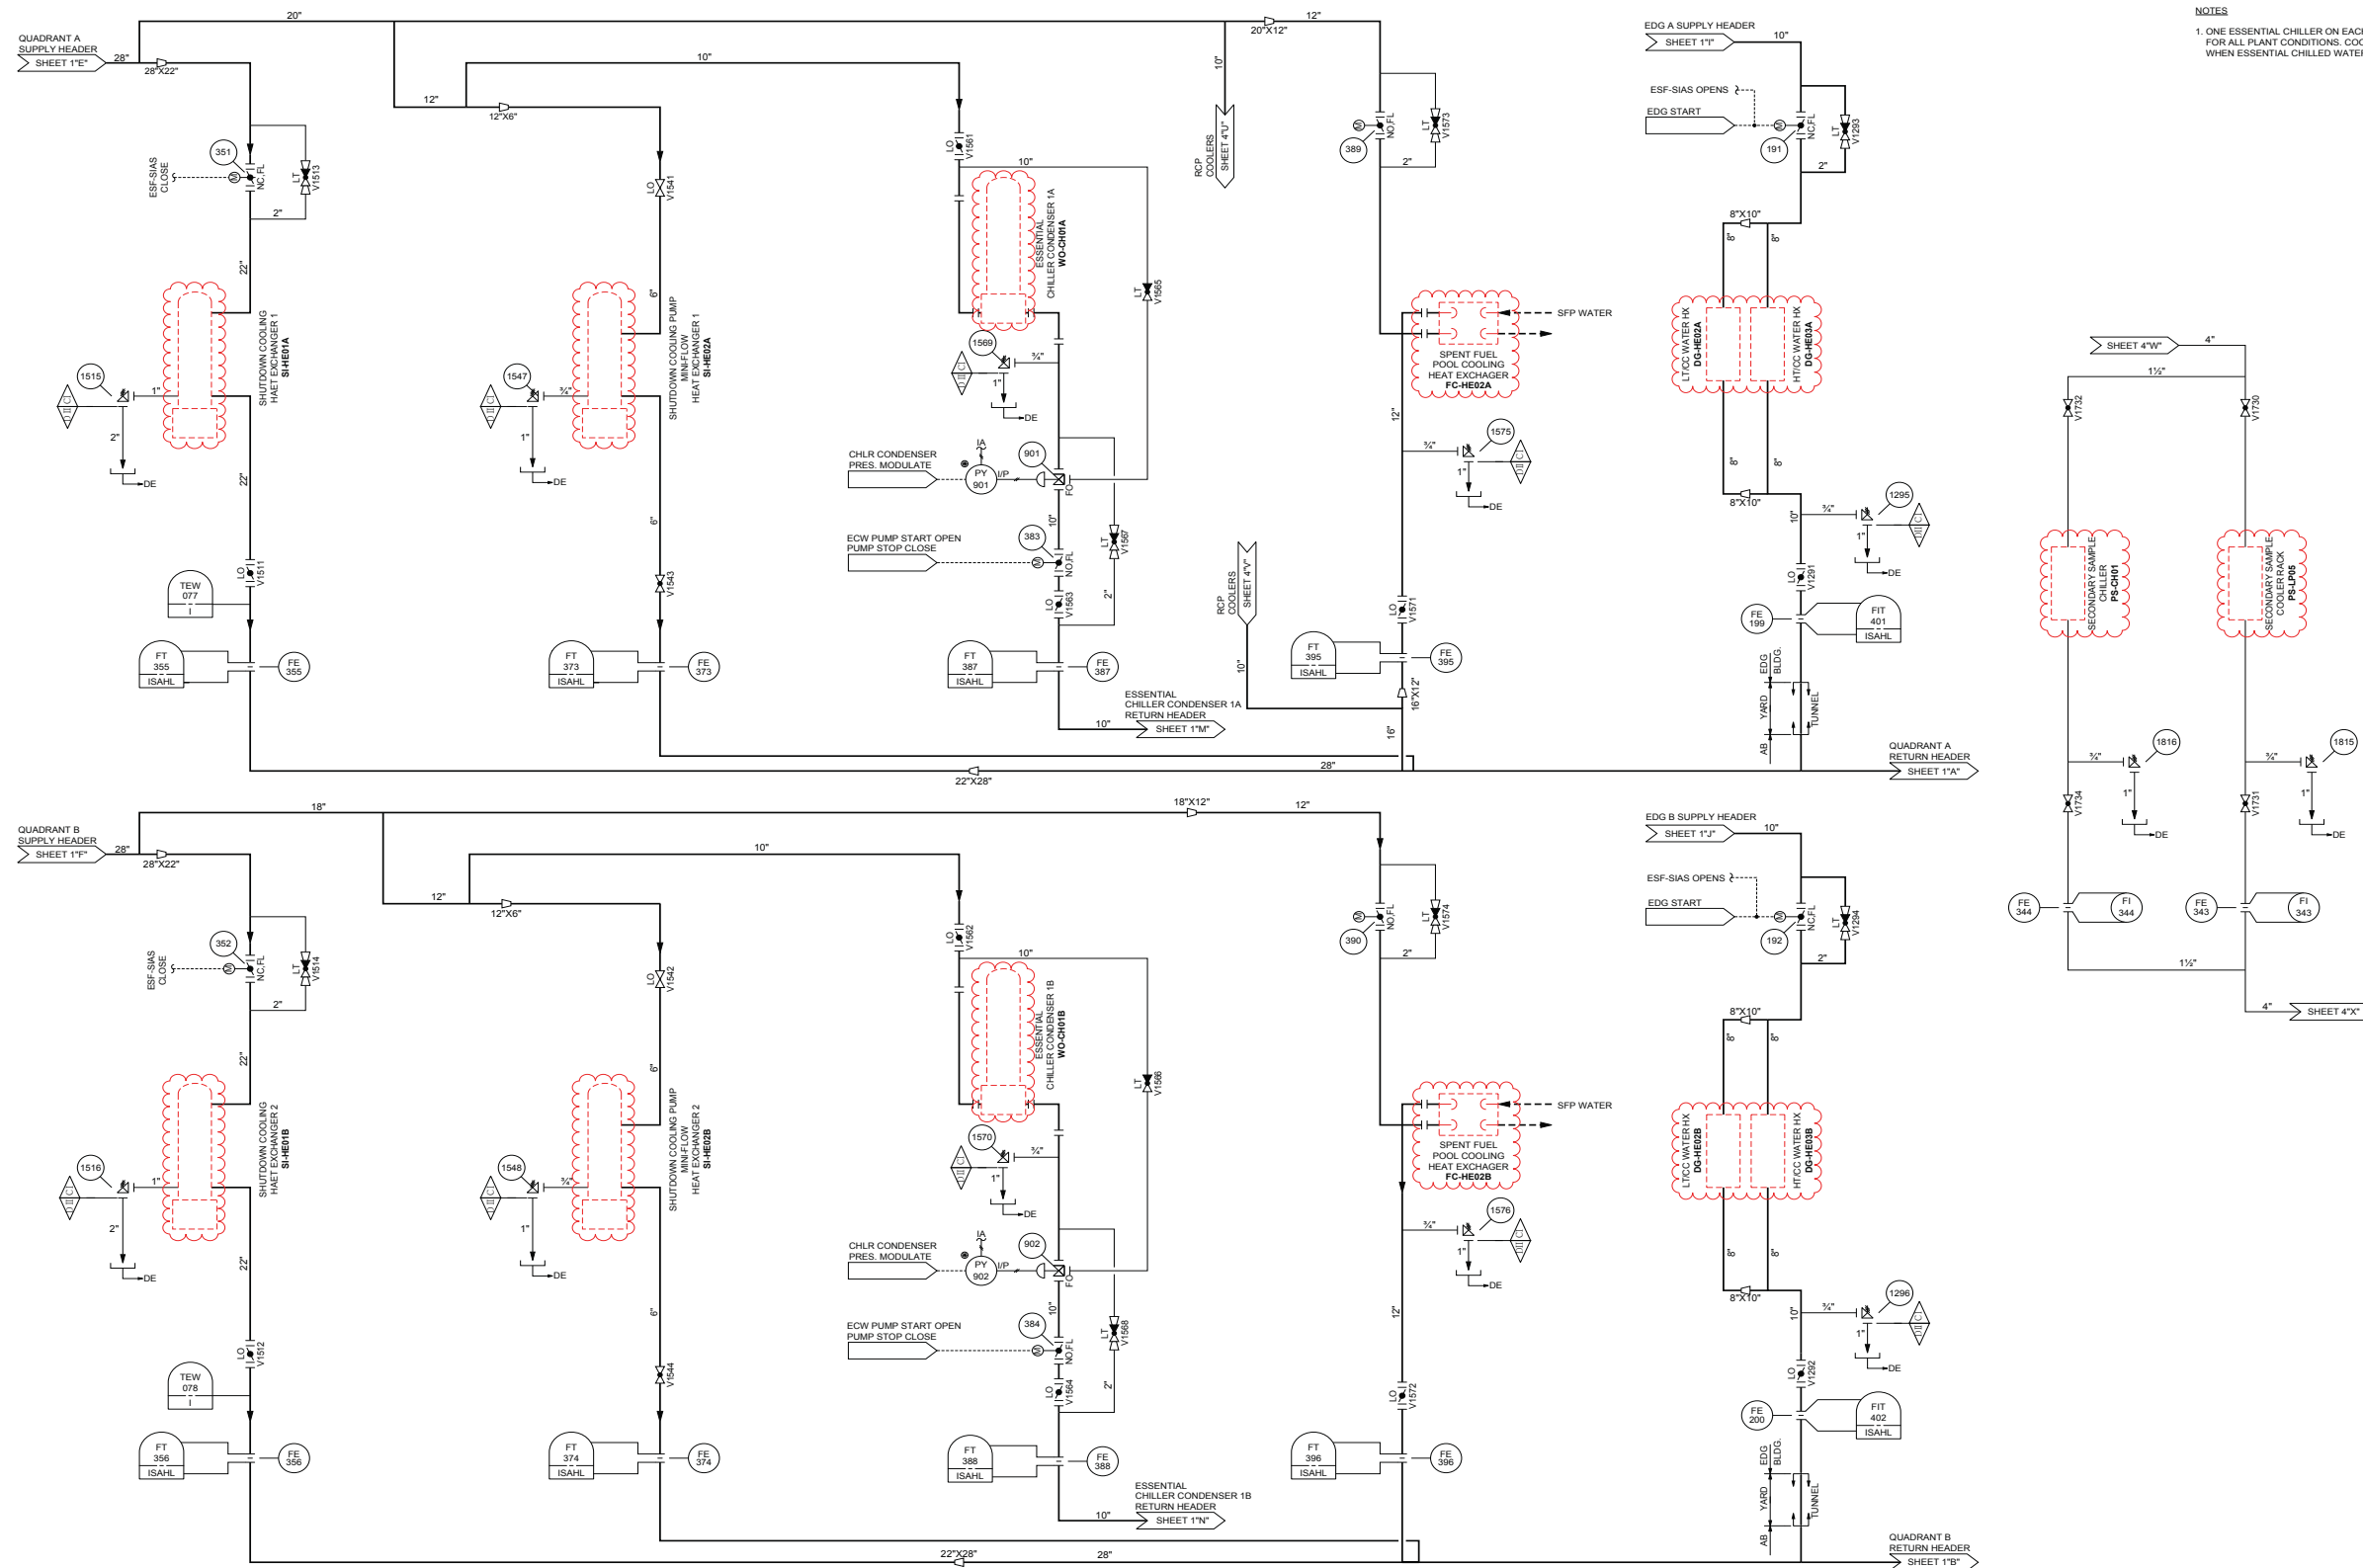 NOTES
1. ONE ESSENTIAL CHILLER ON EACH
FOR ALL PLANT CONDITIONS. COO
WHEN ESSENTIAL CHILLED WATER
QUADRANT A
SUPPLY HEADER
SHEET 1"E"
28"
28"X22"
20"
20"X12"
12"
12"
12"X6"
10"
10"
RCP
COOLERS
SHEET 4"U"
ESF-SIAS
CLOSE
351
M
NC,FL
LT
V1513
2"
22"
SHUTDOWN COOLING
HAET EXCHANGER 1
SI-HE01A
1515
DII CI
1"
2"
DE
22"
LO
V1511
TEW
077
I
FT
355
ISAHL
FE
355
LO
V1541
6"
SHUTDOWN COOLING PUMP
MINI-FLOW
HEAT EXCHANGER 1
SI-HE02A
1547
DII CI
¾"
1"
DE
6"
V1543
FT
373
ISAHL
FE
373
LO
V1561
10"
ESSENTIAL
CHILLER CONDENSER 1A
WO-CH01A
LT
V1565
1569
DII CI
¾"
1"
DE
CHLR CONDENSER
PRES. MODULATE
IA
PY
901
I/P
901
FO
10"
ECW PUMP START OPEN
PUMP STOP CLOSE
383
M
NO,FL
LT
V1567
2"
LO
V1563
FT
387
ISAHL
FE
387
ESSENTIAL
CHILLER CONDENSER 1A
RETURN HEADER
10"
SHEET 1"M"
389
M
NO,FL
LT
V1573
2"
SFP WATER
SPENT FUEL
POOL COOLING
HEAT EXCHAGER
FC-HE02A
12"
¾"
1575
DII CI
1"
DE
RCP
COOLERS
SHEET 4"V"
10"
LO
V1571
FT
395
ISAHL
FE
395
16"X12"
16"
EDG A SUPPLY HEADER
SHEET 1"I"
10"
ESF-SIAS OPENS
EDG START
191
M
NC,FL
LT
V1293
2"
8"X10"
8"
8"
LT/CC WATER HX
DG-HE02A
HT/CC WATER HX
DG-HE03A
8"
8"
8"X10"
10"
¾"
1295
DII CI
1"
DE
LO
V1291
FE
199
FIT
401
ISAHL
EDG
BLDG.
YARD
AB
TUNNEL
22"X28"
28"
QUADRANT A
RETURN HEADER
SHEET 1"A"
SHEET 4"W"
4"
1½"
V1732
V1730
SECONDARY SAMPLE
CHILLER
PS-CH01
SECONDARY SAMPLE
COOLER RACK
PS-LP05
¾"
1816
1"
DE
V1734
¾"
1815
1"
DE
V1731
FE
344
FI
344
FE
343
FI
343
1½"
4"
SHEET 4"X"
QUADRANT B
SUPPLY HEADER
SHEET 1"F"
28"
28"X22"
18"
18"X12"
12"
12"
12"X6"
10"
ESF-SIAS
CLOSE
352
M
NC,FL
LT
V1514
2"
22"
SHUTDOWN COOLING
HAET EXCHANGER 2
SI-HE01B
1516
DII CI
1"
2"
DE
22"
LO
V1512
TEW
078
I
FT
356
ISAHL
FE
356
LO
V1542
6"
SHUTDOWN COOLING PUMP
MINI-FLOW
HEAT EXCHANGER 2
SI-HE02B
1548
DII CI
¾"
1"
DE
6"
V1544
FT
374
ISAHL
FE
374
LO
V1562
10"
ESSENTIAL
CHILLER CONDENSER 1B
WO-CH01B
LT
V1566
1570
DII CI
¾"
1"
DE
CHLR CONDENSER
PRES. MODULATE
IA
PY
902
I/P
902
FO
10"
ECW PUMP START OPEN
PUMP STOP CLOSE
384
M
NO,FL
LT
V1568
2"
LO
V1564
FT
388
ISAHL
FE
388
ESSENTIAL
CHILLER CONDENSER 1B
RETURN HEADER
10"
SHEET 1"N"
390
M
NO,FL
LT
V1574
2"
SFP WATER
SPENT FUEL
POOL COOLING
HEAT EXCHAGER
FC-HE02B
12"
¾"
1576
DII CI
1"
DE
LO
V1572
FT
396
ISAHL
FE
396
EDG B SUPPLY HEADER
SHEET 1"J"
10"
ESF-SIAS OPENS
EDG START
192
M
NC,FL
LT
V1294
2"
8"X10"
8"
8"
LT/CC WATER HX
DG-HE02B
HT/CC WATER HX
DG-HE03B
8"
8"
8"X10"
10"
¾"
1296
DII CI
1"
DE
LO
V1292
FE
200
FIT
402
ISAHL
EDG
BLDG.
YARD
AB
TUNNEL
22"X28"
28"
QUADRANT B
RETURN HEADER
SHEET 1"B"